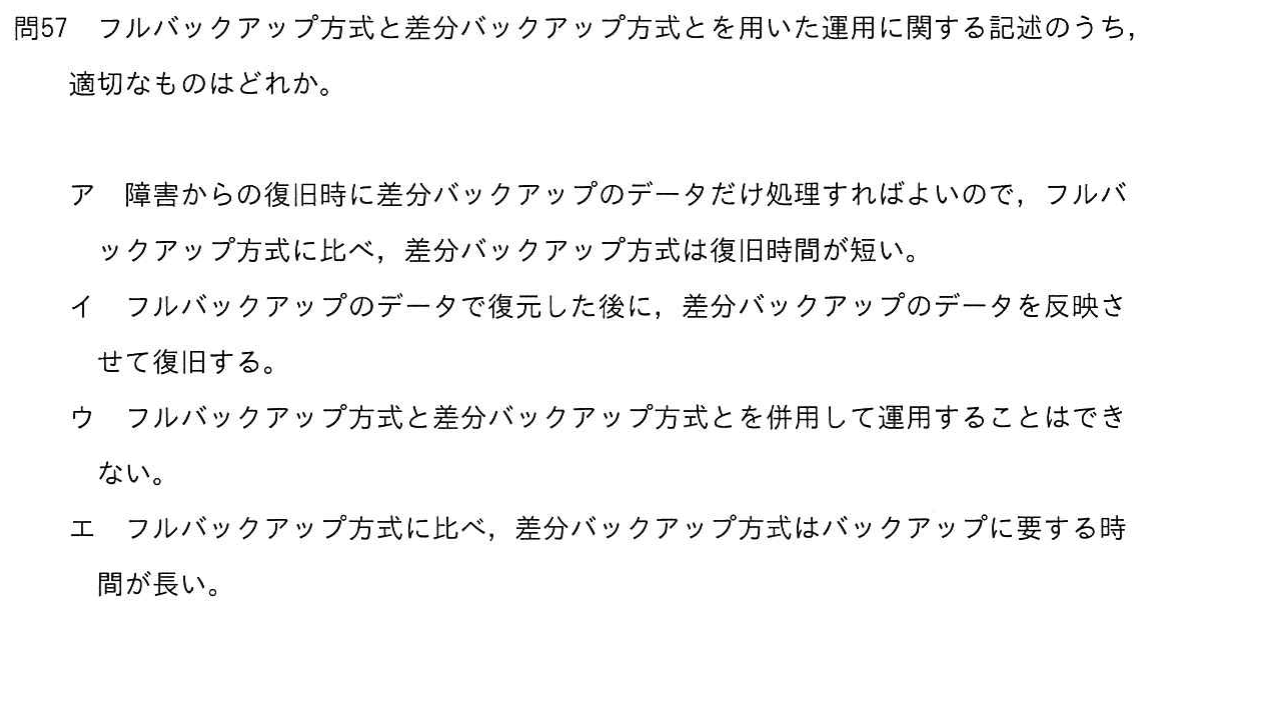 問57　フルバックアップ方式と差分バックアップ方式とを用いた運用に関する記述のうち，
適切なものはどれか。
ア　障害からの復旧時に差分バックアップのデータだけ処理すればよいので，フルバ
ックアップ方式に比べ，差分バックアップ方式は復旧時間が短い。
イ　フルバックアップのデータで復元した後に，差分バックアップのデータを反映さ
せて復旧する。
ウ　フルバックアップ方式と差分バックアップ方式とを併用して運用することはでき
ない。
エ　フルバックアップ方式に比べ，差分バックアップ方式はバックアップに要する時
間が長い。